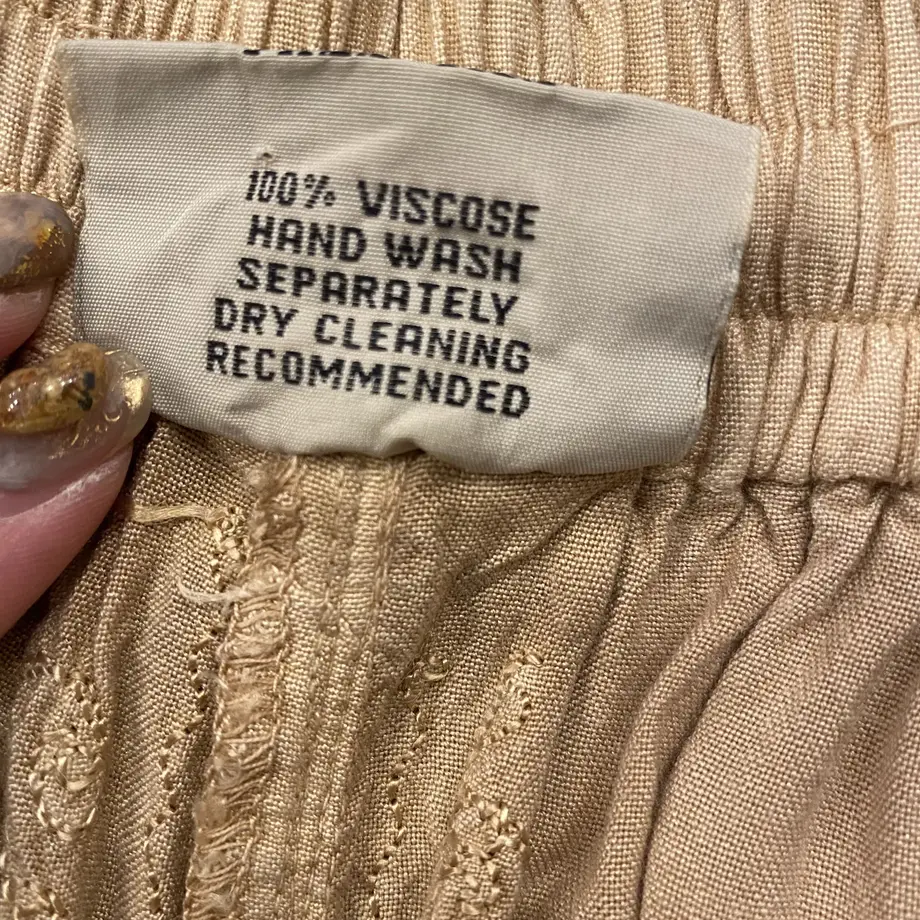 100% VISCOSE
HAND WASH
SEPARATELY
DRY CLEANING
RECOMMENDED